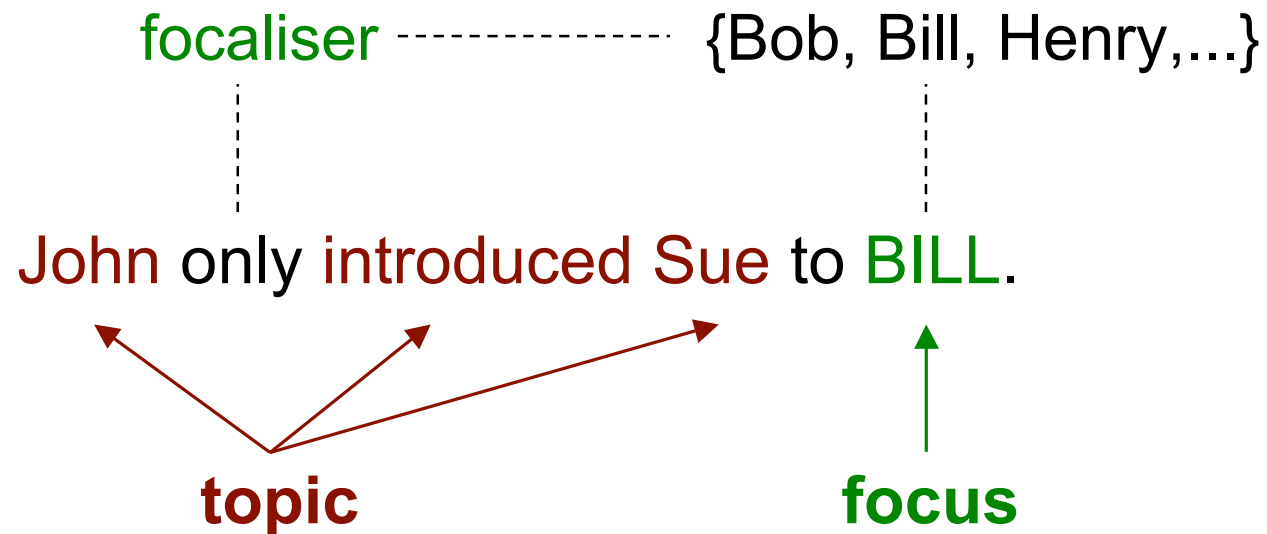 focaliser {Bob, Bill, Henry,...}
John only introduced Sue to BILL.
topic focus